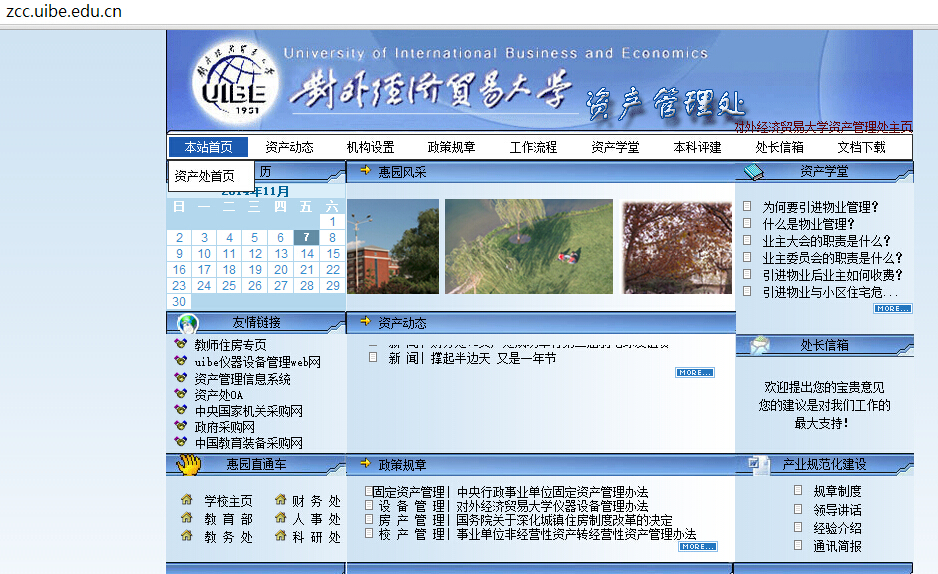 zcc.uibe.edu.cn
University of International Business and Economics
對外經济貿易大学 资产管理处
UIBE
1951
对外经济贸易大学资产管理处主页
本站首页 资产动态 机构设置 政策规章 工作流程 资产学堂 本科评建 处长信箱 文档下载
资产处首页
历
惠园风采
资产学堂
2014年11月
日 一 二 三 四 五 六
1
2 3 4 5 6 7 8
9 10 11 12 13 14 15
16 17 18 19 20 21 22
23 24 25 26 27 28 29
30
为何要引进物业管理?
什么是物业管理?
业主大会的职责是什么?
业主委员会的职责是什么?
引进物业后业主如何收费?
引进物业与小区住宅危...
MORE...
友情链接
教师住房专页
uibe仪器设备管理web网
资产管理信息系统
资产处OA
中央国家机关采购网
政府采购网
中国教育装备采购网
资产动态
新 闻| 撑起半边天 又是一年节
MORE...
处长信箱
欢迎提出您的宝贵意见
您的建议是对我们工作的
最大支持!
惠园直通车
学校主页 财 务 处
教 育 部 人 事 处
教 务 处 科 研 处
政策规章
固定资产管理| 中央行政事业单位固定资产管理办法
设 备 管 理| 对外经济贸易大学仪器设备管理办法
房 产 管 理| 国务院关于深化城镇住房制度改革的决定
校 产 管 理| 事业单位非经营性资产转经营性资产管理办法
MORE...
产业规范化建设
规章制度
领导讲话
经验介绍
通讯简报